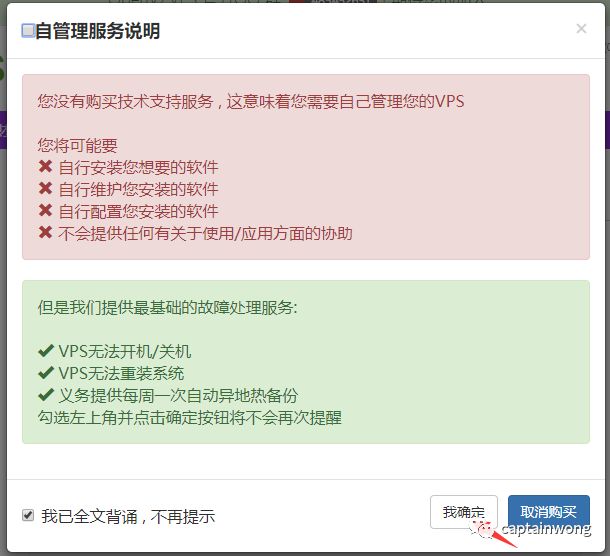 自管理服务说明
×
您没有购买技术支持服务，这意味着您需要自己管理您的VPS
您将可能要
✖ 自行安装您想要的软件
✖ 自行维护您安装的软件
✖ 自行配置您安装的软件
✖ 不会提供任何有关于使用/应用方面的协助
但是我们提供最基础的故障处理服务:
✔ VPS无法开机/关机
✔ VPS无法重装系统
✔ 义务提供每周一次自动异地热备份
勾选左上角并点击确定按钮将不会再次提醒
我已全文背诵，不再提示
我确定
取消购买
captainwong